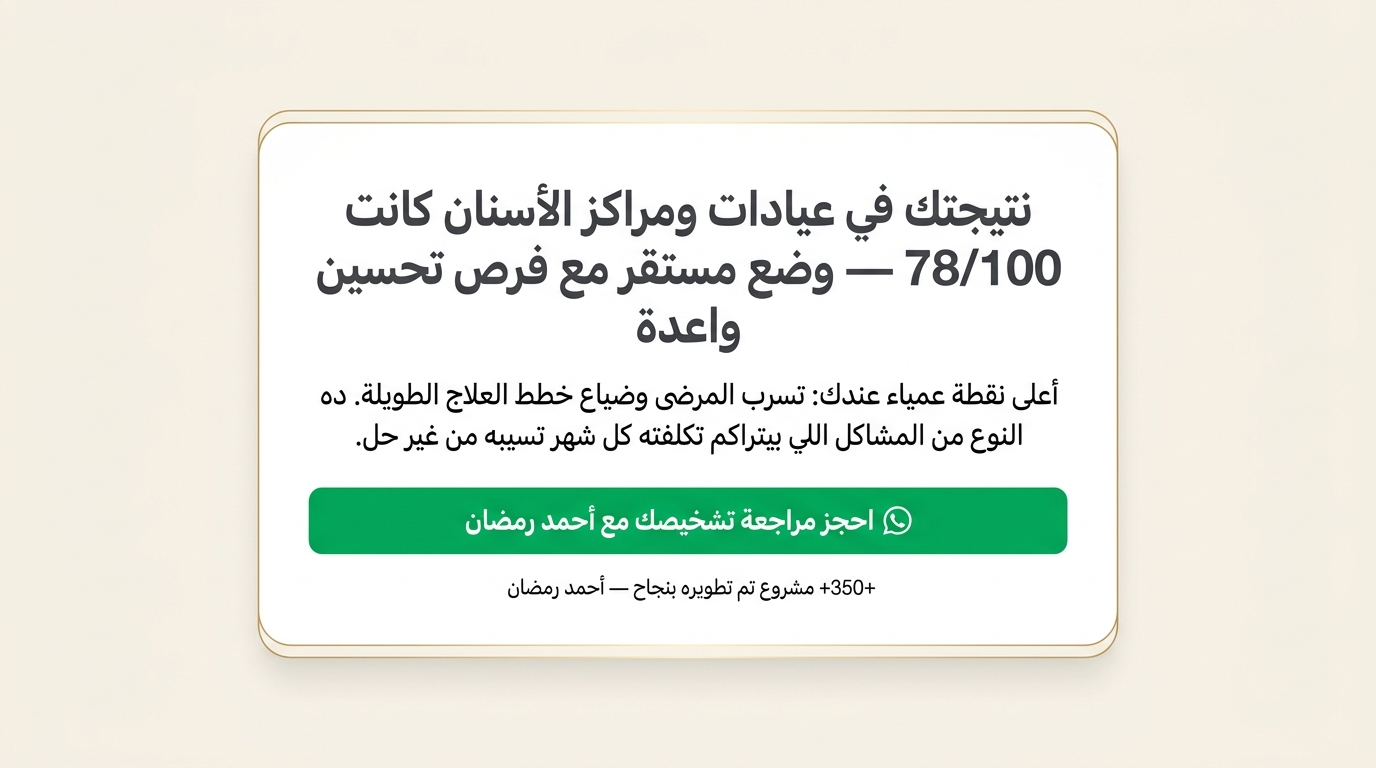 نتيجتك في عيادات ومراكز الأسنان كانت
78/100 — وضع مستقر مع فرص تحسين
واعدة
أعلى نقطة عمياء عندك: تسرب المرضى وضياع خطط العلاج الطويلة. ده
النوع من المشاكل اللي بيتراكم تكلفته كل شهر تسيبه من غير حل.
احجز مراجعة تشخيصك مع أحمد رمضان
+350+ مشروع تم تطويره بنجاح — أحمد رمضان